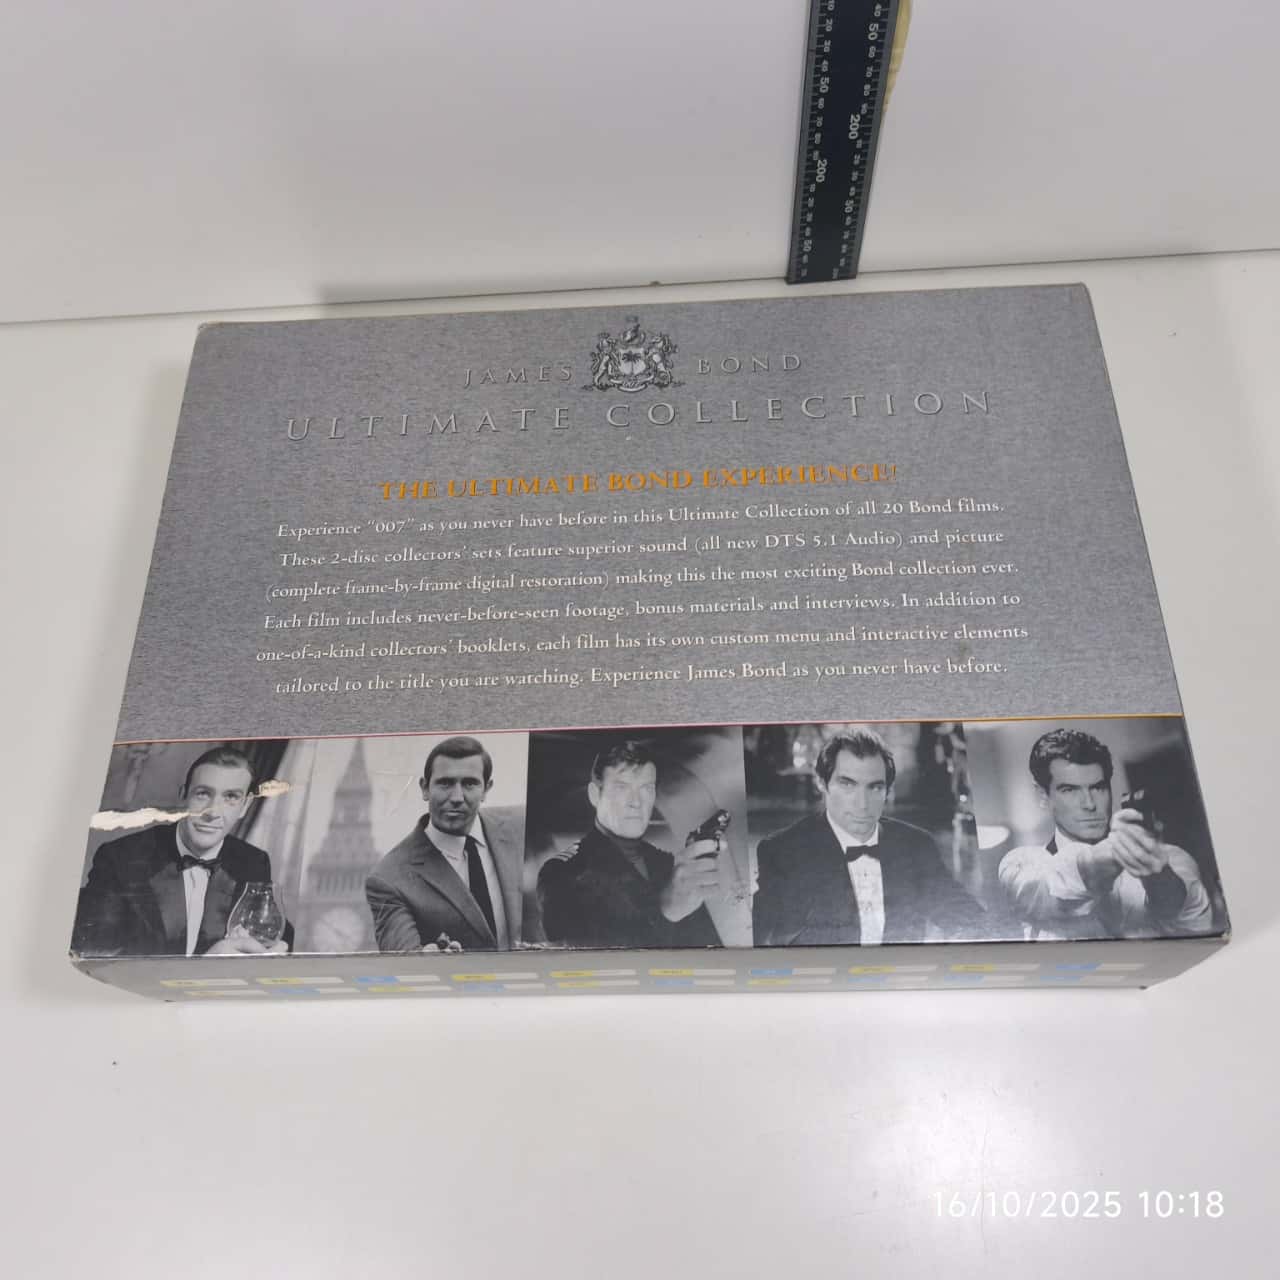 JAMES BOND
ULTIMATE COLLECTION
THE ULTIMATE BOND EXPERIENCE!
Experience "007" as you never have before in this Ultimate Collection of all 20 Bond films.
These 2-disc collectors' sets feature superior sound (all new DTS 5.1 Audio) and picture
(complete frame-by-frame digital restoration) making this the most exciting Bond collection ever.
Each film includes never-before-seen footage, bonus materials and interviews. In addition to
one-of-a-kind collectors' booklets, each film has its own custom menu and interactive elements
tailored to the title you are watching. Experience James Bond as you never have before.
16/10/2025 10:18